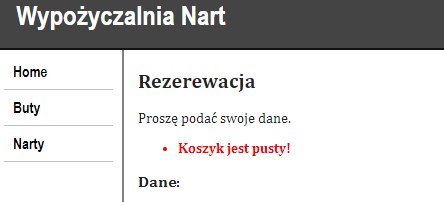 Wypożyczalnia Nart
Home
Buty
Narty
Rezerewacja
Proszę podać swoje dane.
Koszyk jest pusty!
Dane: